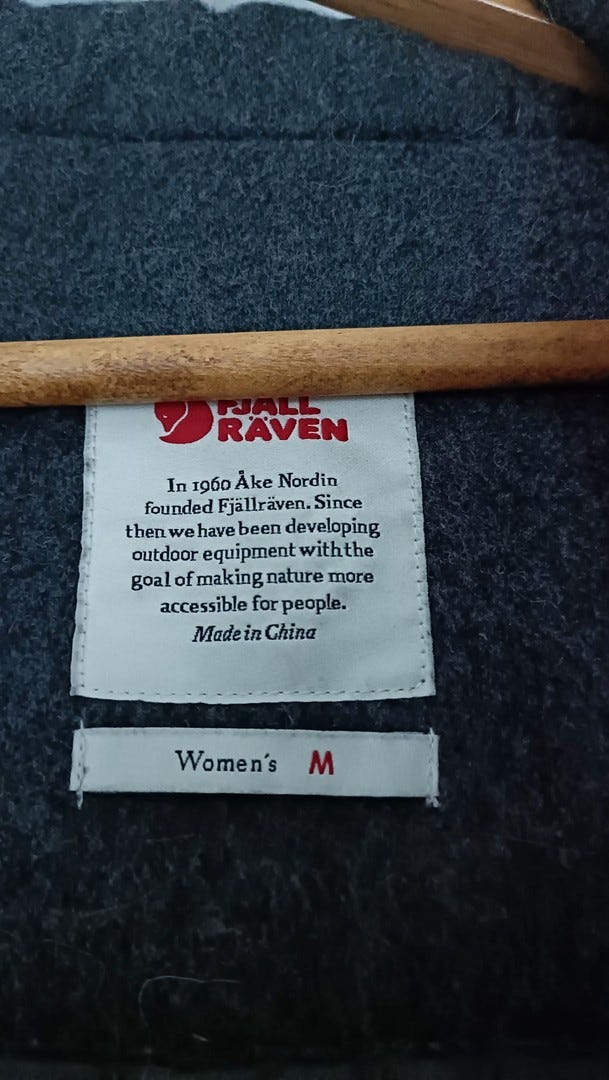 FJÄLL
RÄVEN
In 1960 Åke Nordin
founded Fjällräven. Since
then we have been developing
outdoor equipment with the
goal of making nature more
accessible for people.
Made in China
Women's M